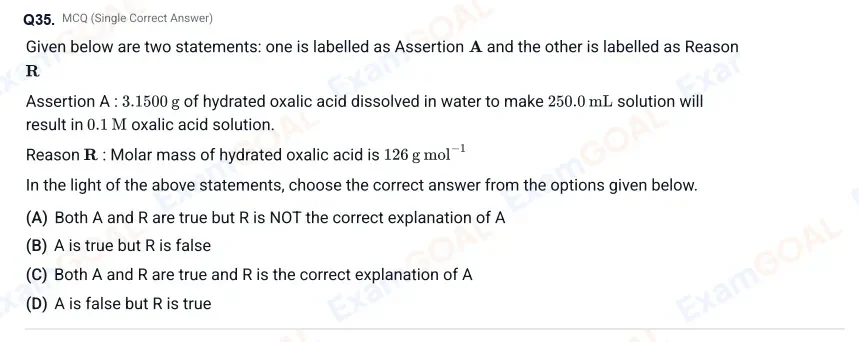 Q35. MCQ (Single Correct Answer)
Given below are two statements: one is labelled as Assertion A and the other is labelled as Reason
R
Assertion A : 3.1500 g of hydrated oxalic acid dissolved in water to make 250.0 mL solution will
result in 0.1 M oxalic acid solution.
Reason R : Molar mass of hydrated oxalic acid is 126 g mol⁻¹
In the light of the above statements, choose the correct answer from the options given below.
(A) Both A and R are true but R is NOT the correct explanation of A
(B) A is true but R is false
(C) Both A and R are true and R is the correct explanation of A
(D) A is false but R is true
ExamGOAL